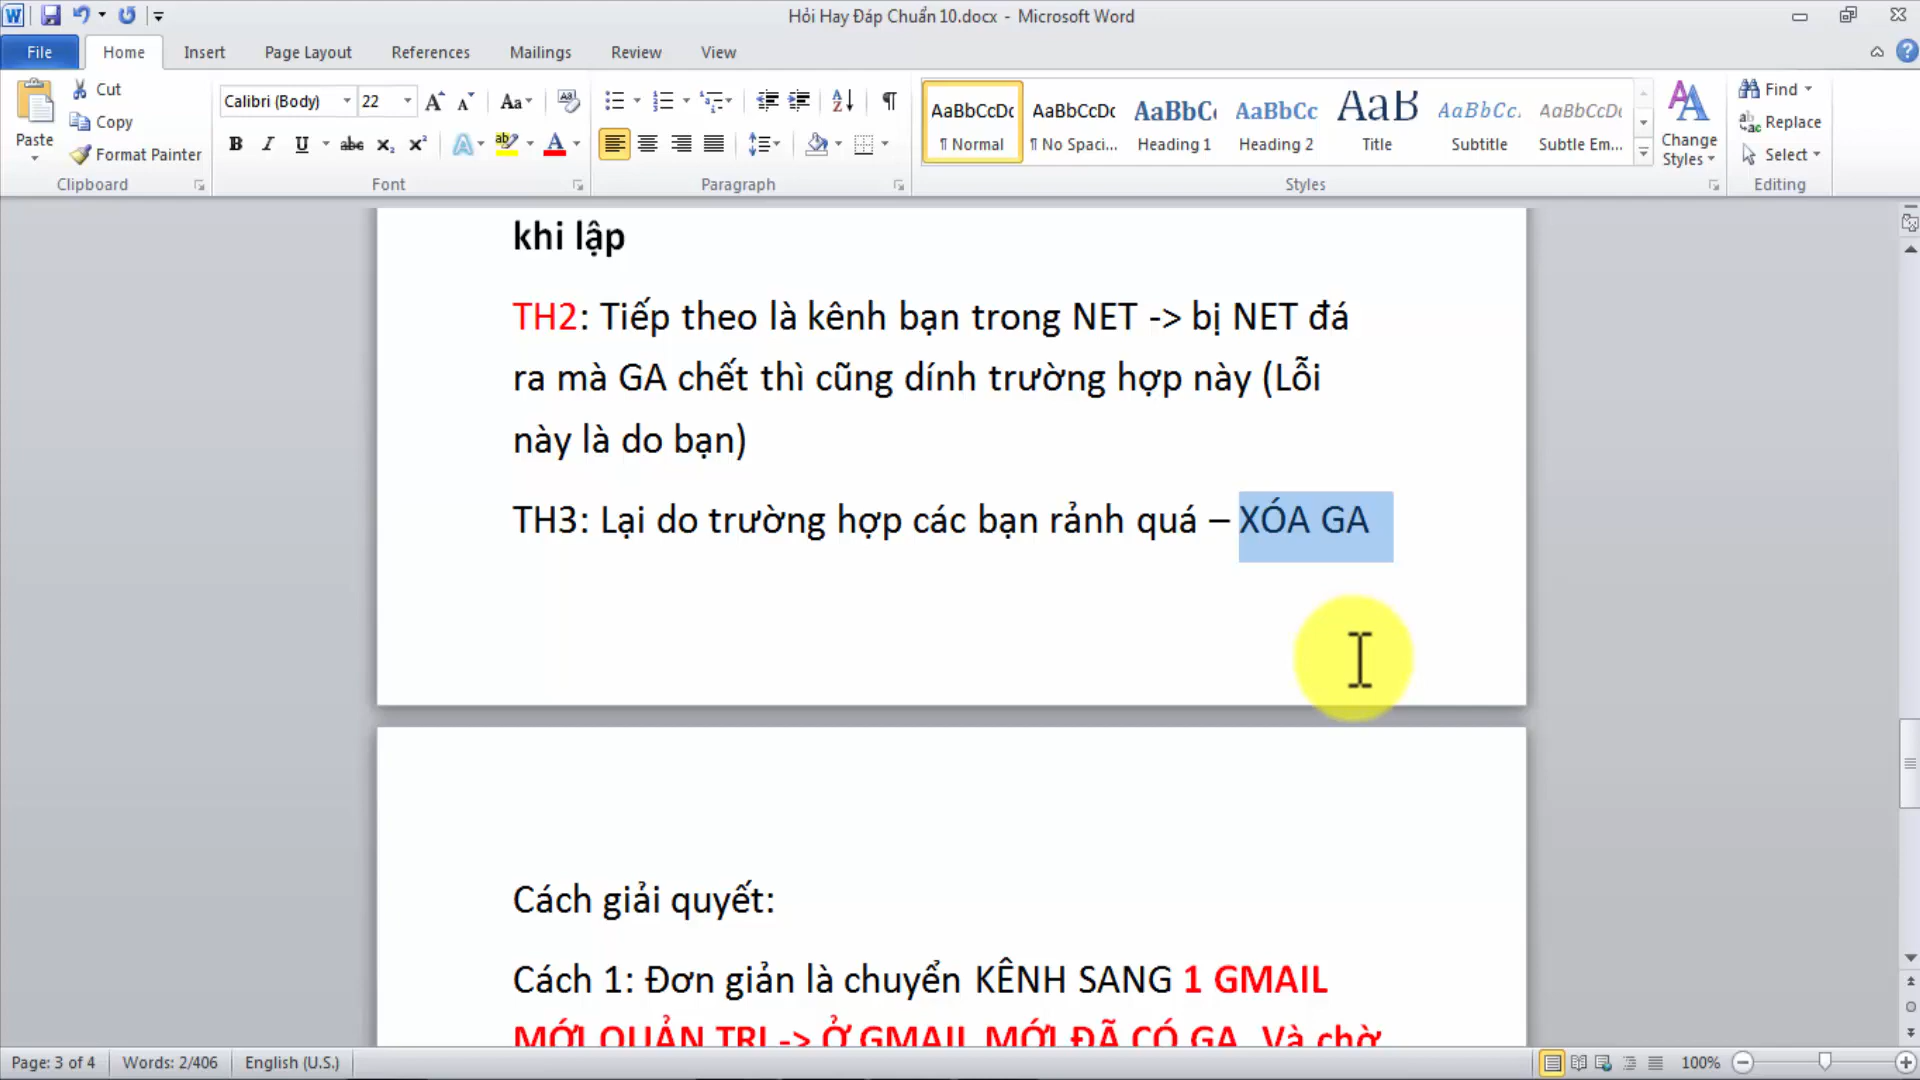 Hỏi Hay Đáp Chuẩn 10.docx - Microsoft Word
File Home Insert Page Layout References Mailings Review View
Paste
Cut
Copy
Format Painter
Clipboard
Calibri (Body) 22
Font
Paragraph
AaBbCcDc AaBbCcDc AaBbC AaBbCc AaB AaBbCc. AaBbCcDc
¶ Normal ¶ No Spaci... Heading 1 Heading 2 Title Subtitle Subtle Em...
Change Styles
Styles
Find
Replace
Select
Editing
khi lập
TH2: Tiếp theo là kênh bạn trong NET -> bị NET đá
ra mà GA chết thì cũng dính trường hợp này (Lỗi
này là do bạn)
TH3: Lại do trường hợp các bạn rảnh quá – XÓA GA
Cách giải quyết:
Cách 1: Đơn giản là chuyển KÊNH SANG 1 GMAIL
MỚI QUẢN TRỊ -> Ở GMAIL MỚI ĐÃ CÓ GA. Và chờ
Page: 3 of 4 Words: 2/406 English (U.S.) 100%